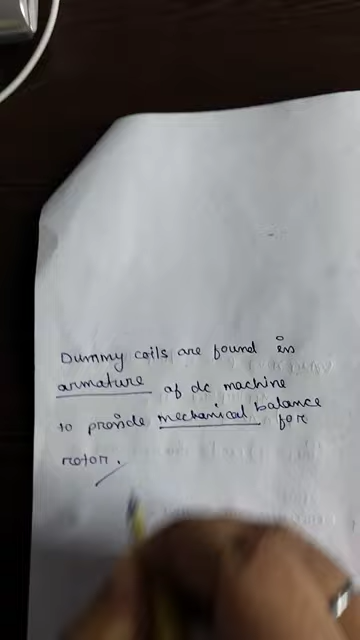 Dummy coils are found in
armature of dc machine
to provide mechanical balance for
rotor.